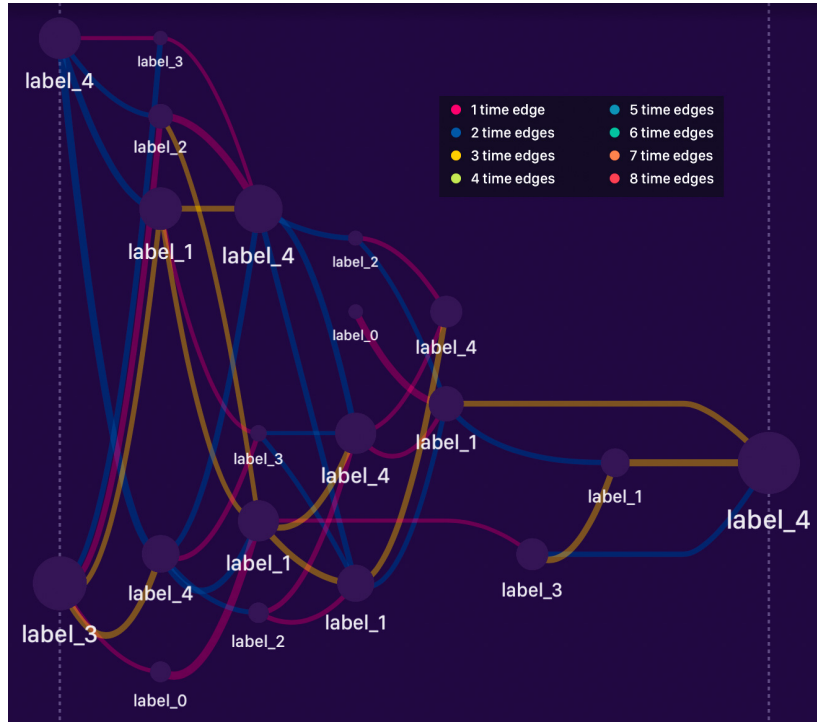 label_4
label_3
label_2
label_1
label_4
1 time edge
2 time edges
3 time edges
4 time edges
5 time edges
6 time edges
7 time edges
8 time edges
label_2
label_0
label_4
label_1
label_3
label_4
label_1
label_4
label_4
label_1
label_3
label_3
label_2
label_1
label_0